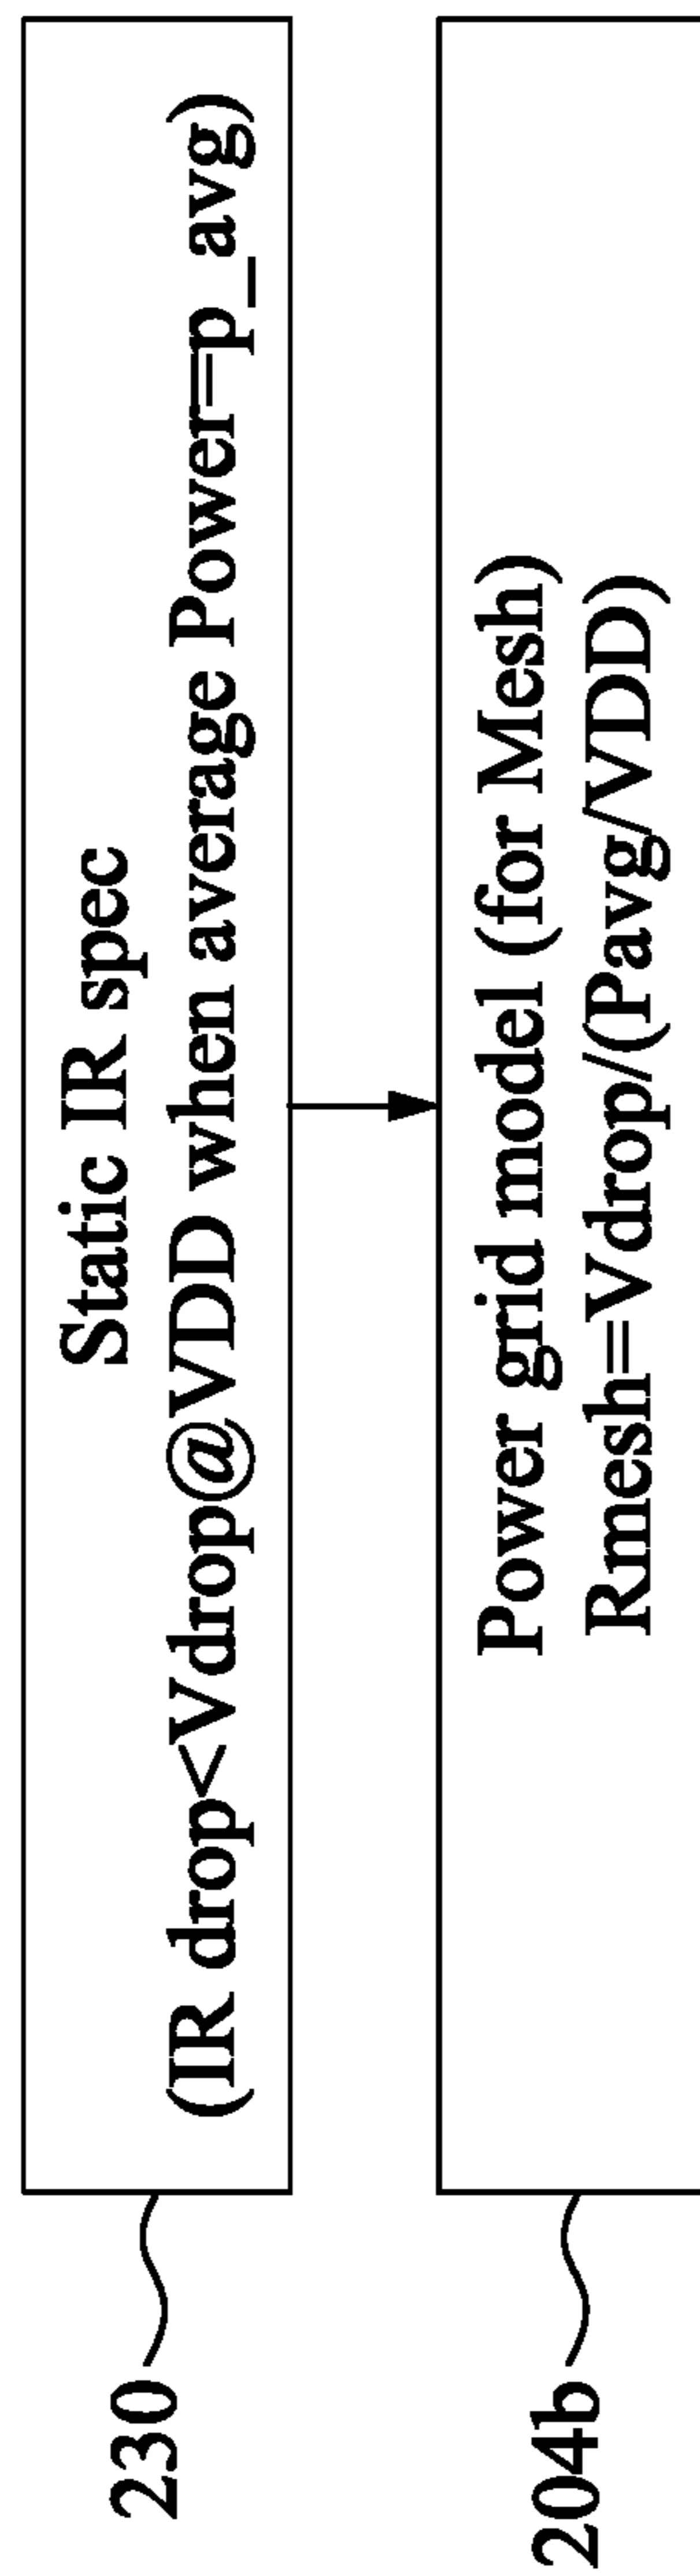 230
Static IR spec
(IR drop<Vdrop@VDD when average Power=p_avg)
204b
Power grid model (for Mesh)
Rmesh=Vdrop/(Pavg/VDD)